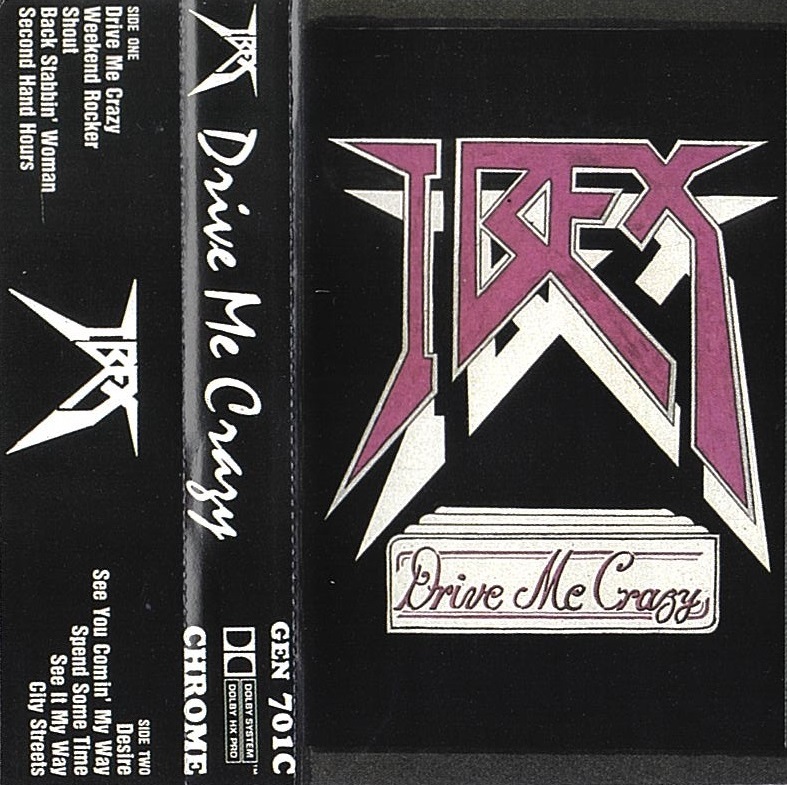 SIDE ONE
Drive Me Crazy
Weekend Rocker
Shout
Back Stabbin' Woman
Second Hand Hours
IBEX
SIDE TWO
Desire
See You Comin' My Way
Spend Some Time
See It My Way
City Streets
IBEX Drive Me Crazy
GEN 701C
DOLBY SYSTEM™
DOLBY HX PRO
CHROME
IBEX
Drive Me Crazy